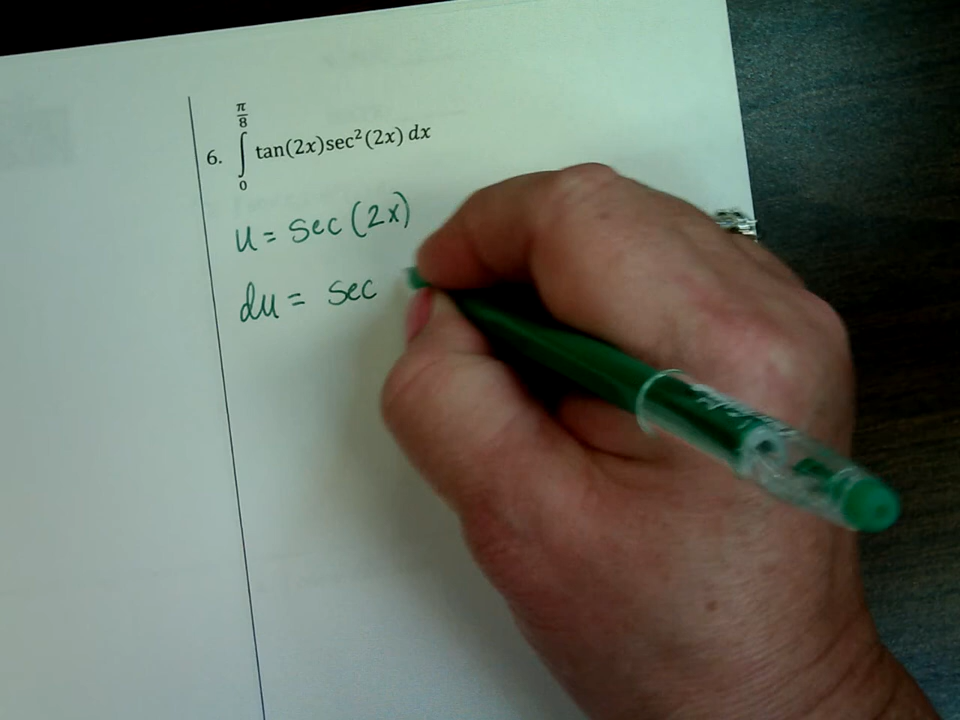 π
8
6. ∫ tan(2x)sec²(2x) dx
0
u = sec(2x)
du = sec